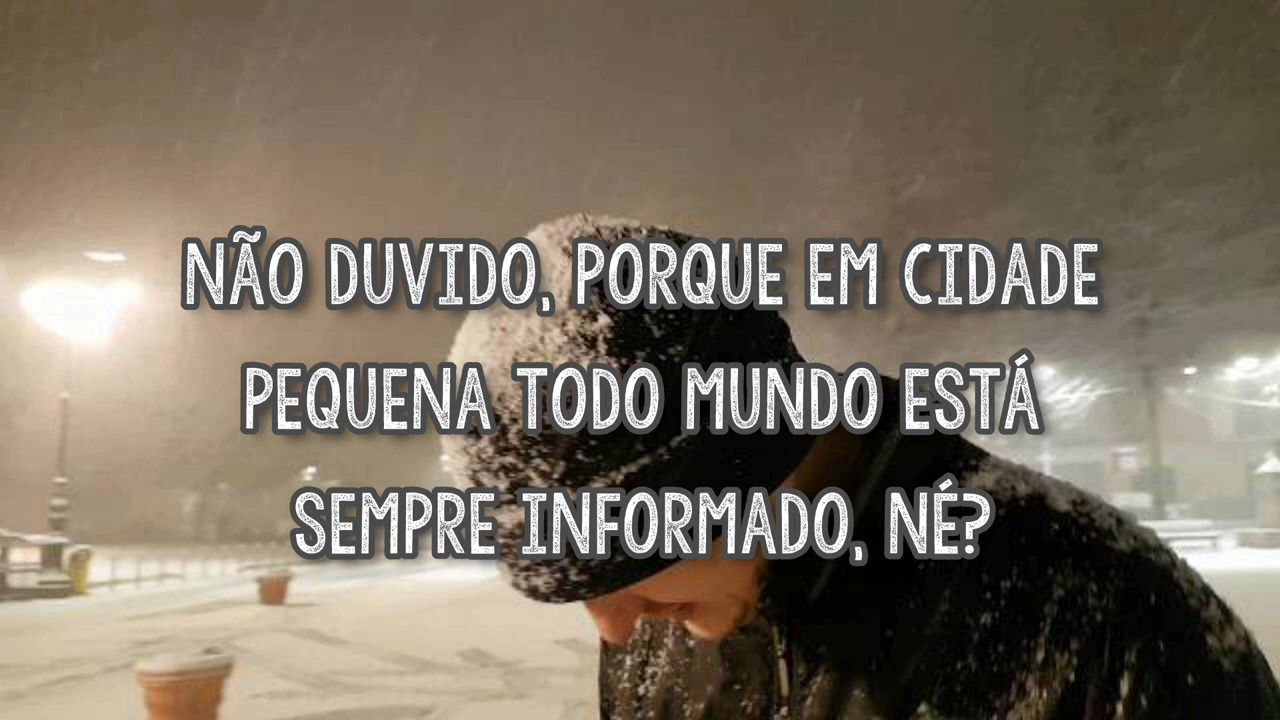 NÃO DUVIDO, PORQUE EM CIDADE
PEQUENA TODO MUNDO ESTÁ
SEMPRE INFORMADO, NÉ?